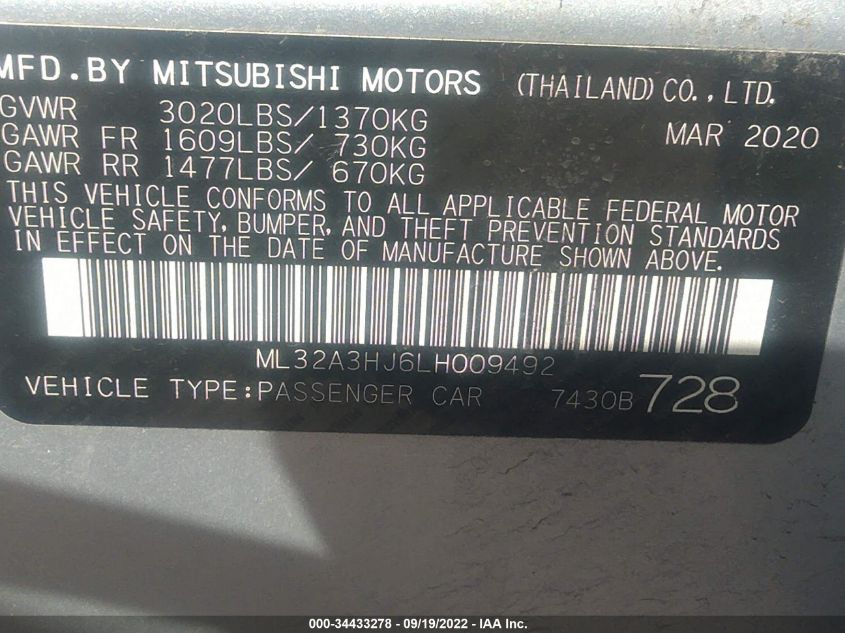 MFD.BY MITSUBISHI MOTORS (THAILAND) CO., LTD.
GVWR 3020LBS/1370KG MAR 2020
GAWR FR 1609LBS/ 730KG
GAWR RR 1477LBS/ 670KG
THIS VEHICLE CONFORMS TO ALL APPLICABLE FEDERAL MOTOR
VEHICLE SAFETY, BUMPER, AND THEFT PREVENTION STANDARDS
IN EFFECT ON THE DATE OF MANUFACTURE SHOWN ABOVE.
ML32A3HJ6LH009492
VEHICLE TYPE:PASSENGER CAR 7430B 728
000-34433278 - 09/19/2022 - IAA Inc.